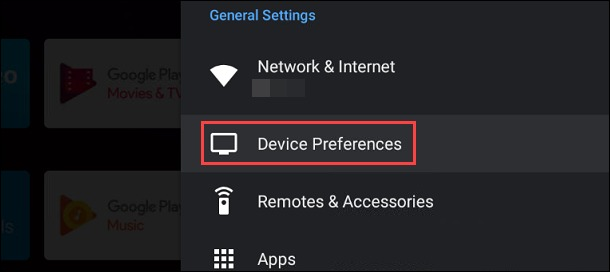 General Settings
Network & Internet
Device Preferences
Remotes & Accessories
Apps
Google Play
Movies & TV
Google Play
Music